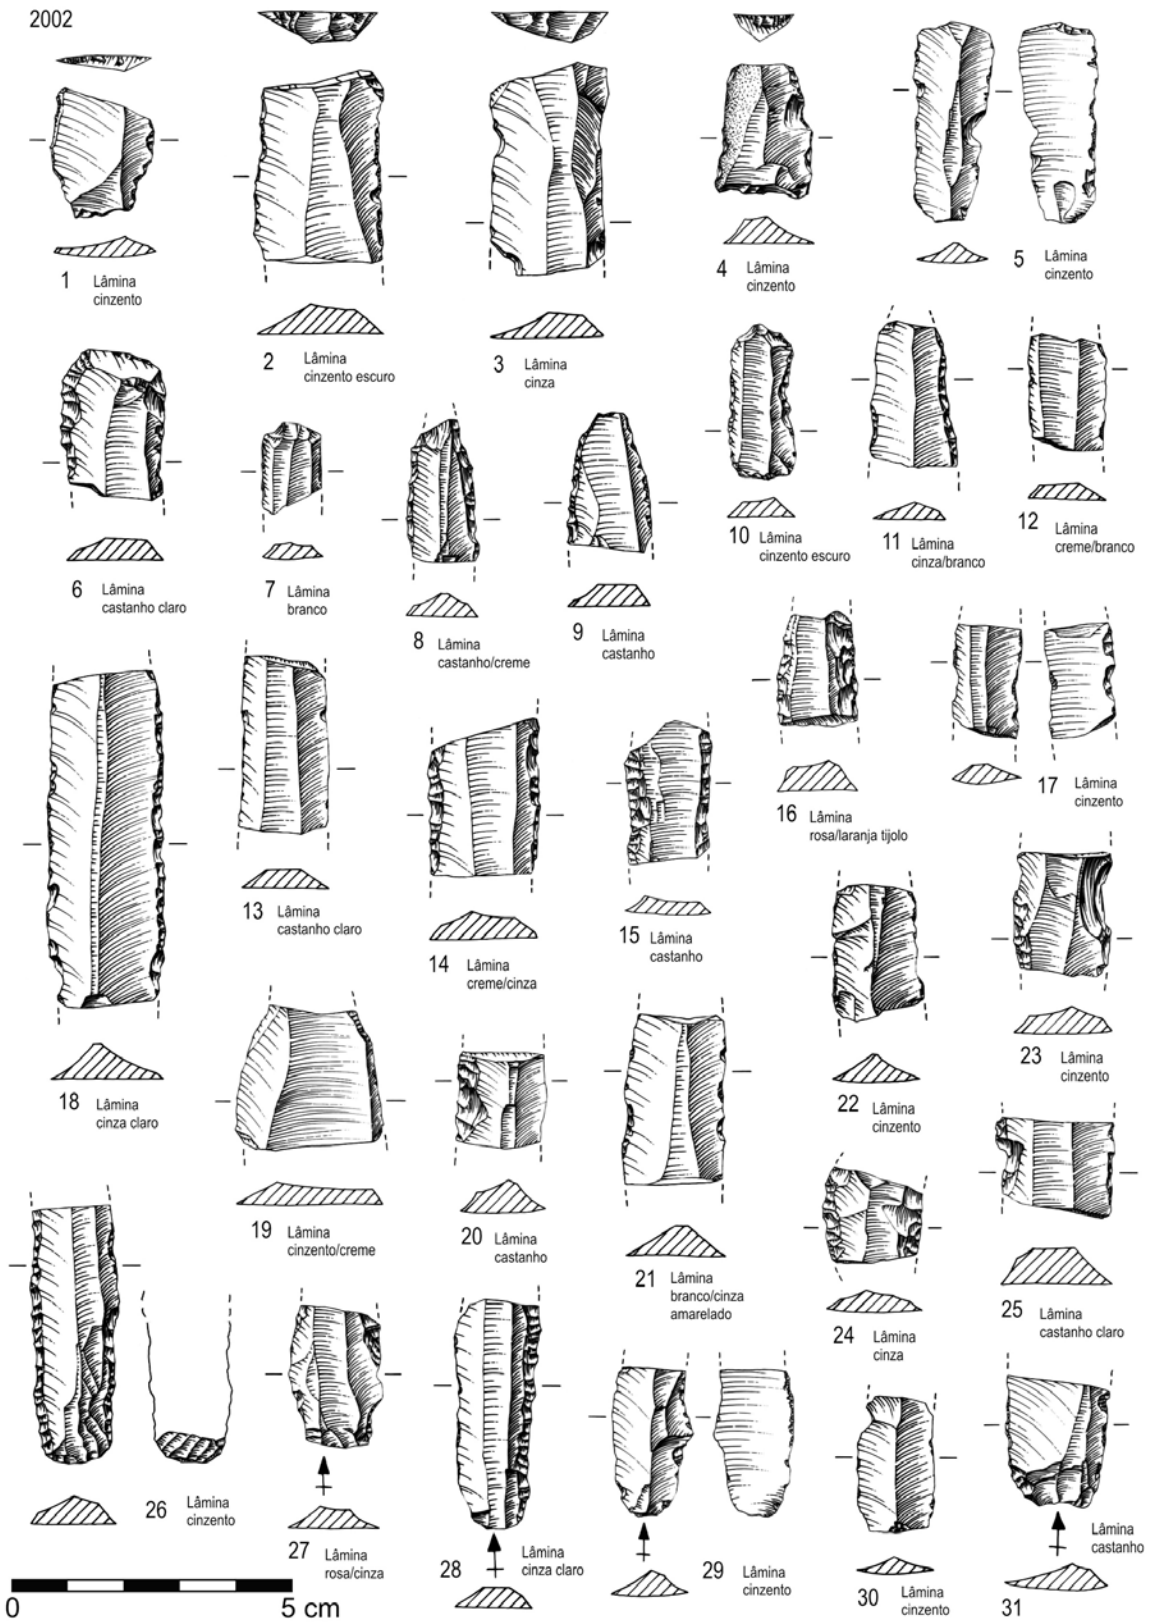 2002
1 Lâmina
cinzento
2 Lâmina
cinzento escuro
3 Lâmina
cinza
4 Lâmina
cinzento
5 Lâmina
cinzento
6 Lâmina
castanho claro
7 Lâmina
branco
8 Lâmina
castanho/creme
9 Lâmina
castanho
10 Lâmina
cinzento escuro
11 Lâmina
cinza/branco
12 Lâmina
creme/branco
13 Lâmina
castanho claro
14 Lâmina
creme/cinza
15 Lâmina
castanho
16 Lâmina
rosa/laranja tijolo
17 Lâmina
cinzento
18 Lâmina
cinza claro
19 Lâmina
cinzento/creme
20 Lâmina
castanho
21 Lâmina
branco/cinza
amarelado
22 Lâmina
cinzento
23 Lâmina
cinzento
24 Lâmina
cinza
25 Lâmina
castanho claro
26 Lâmina
cinzento
27 Lâmina
rosa/cinza
28 Lâmina
cinza claro
29 Lâmina
cinzento
30 Lâmina
cinzento
31 Lâmina
castanho
0 5 cm